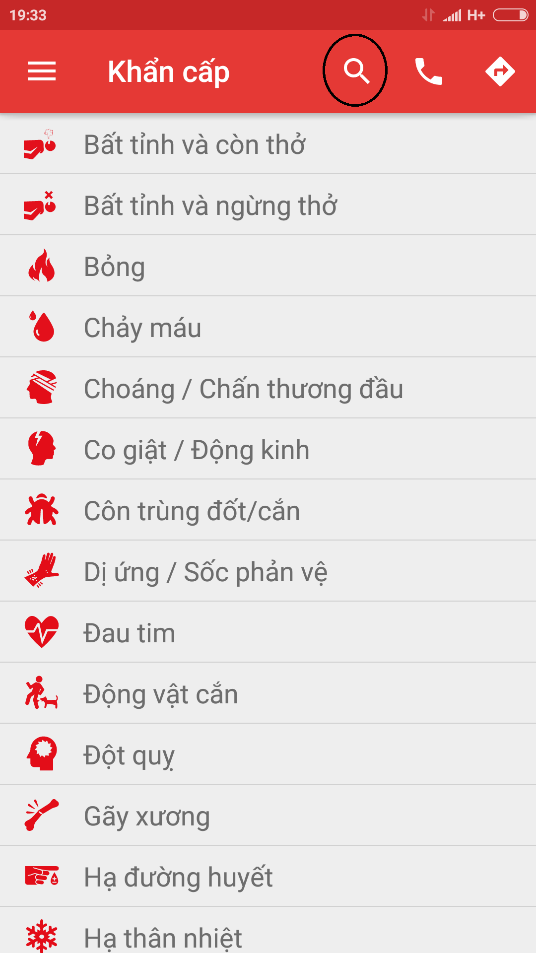 19:33 H+
Khẩn cấp
Bất tỉnh và còn thở
Bất tỉnh và ngừng thở
Bỏng
Chảy máu
Choáng / Chấn thương đầu
Co giật / Động kinh
Côn trùng đốt/cắn
Dị ứng / Sốc phản vệ
Đau tim
Động vật cắn
Đột quỵ
Gãy xương
Hạ đường huyết
Hạ thân nhiệt